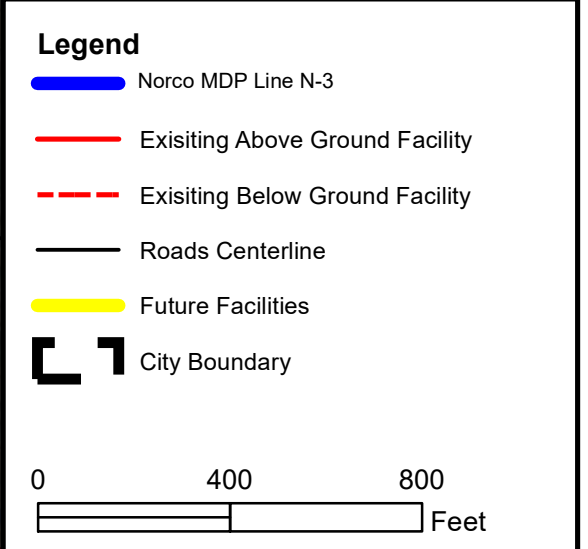 Legend
Norco MDP Line N-3
Exisiting Above Ground Facility
Exisiting Below Ground Facility
Roads Centerline
Future Facilities
City Boundary
0 400 800
Feet